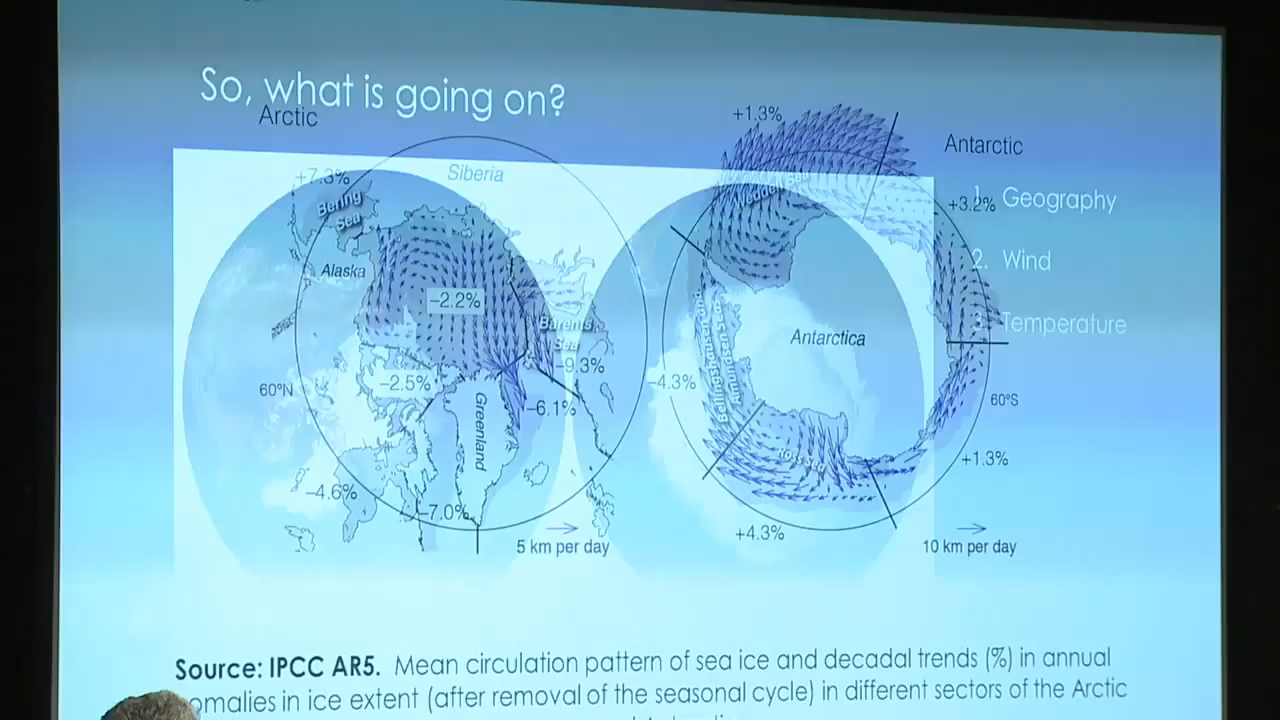 So, what is going on?
Arctic
+7.3%
Bering
Sea
Siberia
Alaska
−2.2%
Barents
Sea
−9.3%
−2.5%
−6.1%
60°N
Greenland
−4.6%
−7.0%
5 km per day
+1.3%
Antarctic
Weddell Sea
+3.2%
1. Geography
2. Wind
3. Temperature
Antarctica
−4.3%
Bellingshausen and
Amundsen Seas
60°S
Ross Sea
+1.3%
+4.3%
10 km per day
Source: IPCC AR5. Mean circulation pattern of sea ice and decadal trends (%) in annual
omalies in ice extent (after removal of the seasonal cycle) in different sectors of the Arctic